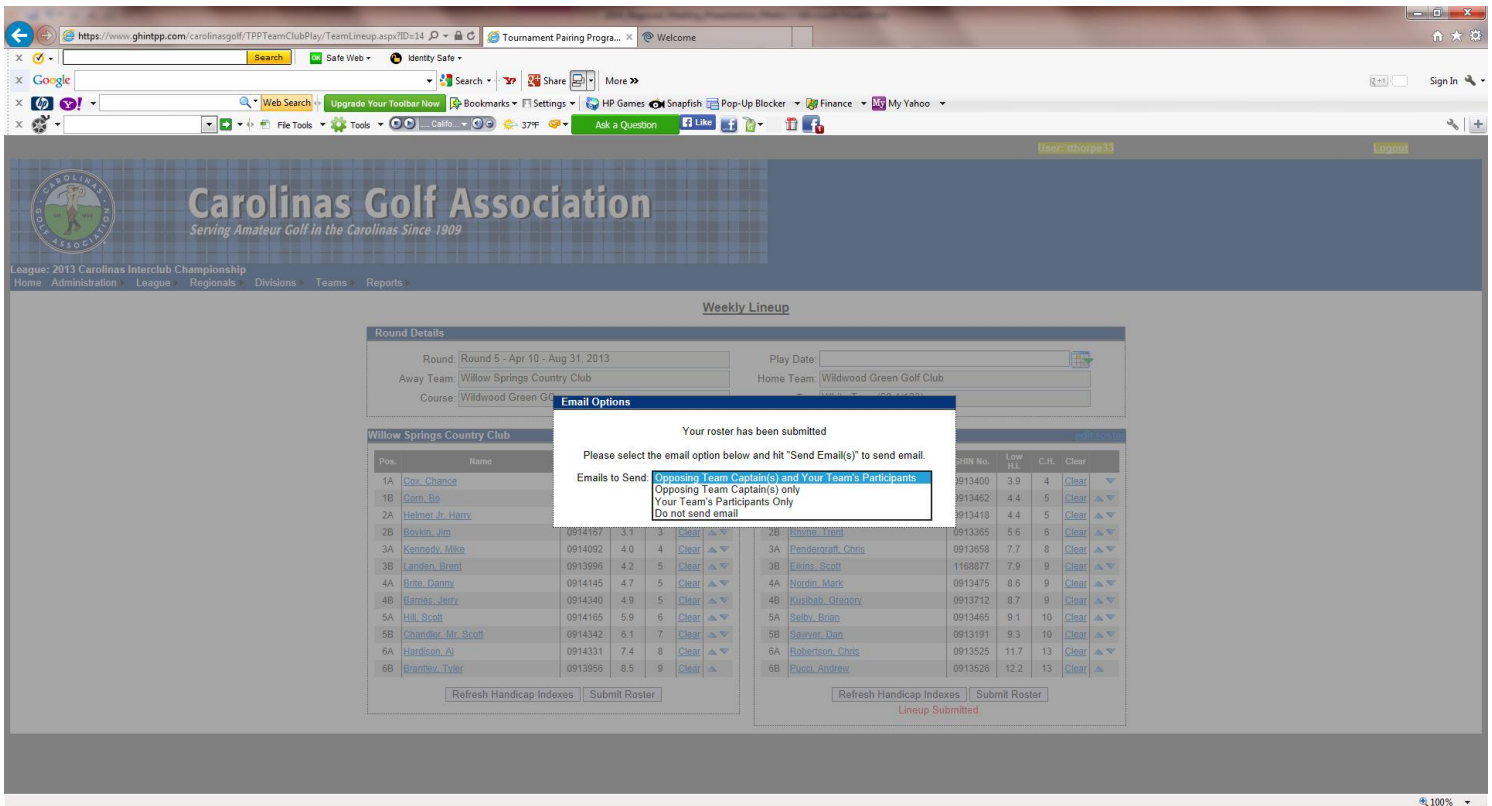 https://www.ghintpp.com/carolinasgolf/TPPTeamClubPlay/TeamLineup.aspx?ID=14 Tournament Pairing Progra... Welcome
Search Safe Web Identity Safe
Google Search Share More >> Sign In
Web Search Upgrade Your Toolbar Now Bookmarks Settings HP Games Snapfish Pop-Up Blocker Finance My Yahoo
File Tools Tools Califo... 37°F Ask a Question Like
User: tthorpe33 Logout
CAROLINAS GOLF ASSOCIATION
Carolinas Golf Association
Serving Amateur Golf in the Carolinas Since 1909
League: 2013 Carolinas Interclub Championship
Home Administration League Regionals Divisions Teams Reports
Weekly Lineup
Round Details
Round: Round 5 - Apr 10 - Aug 31, 2013 Play Date:
Away Team: Willow Springs Country Club Home Team: Wildwood Green Golf Club
Course: Wildwood Green GC
Email Options
Your roster has been submitted
Please select the email option below and hit "Send Email(s)" to send email.
Emails to Send: Opposing Team Captain(s) and Your Team's Participants
Opposing Team Captain(s) only
Your Team's Participants Only
Do not send email
Willow Springs Country Club
Pos. Name GHIN No. Low H.I. C.H. Clear
1A Cox, Chance 0913400 3.9 4 Clear
1B Corn, Bo 0913462 4.4 5 Clear
2A Helmer Jr, Harry 0913418 4.4 5 Clear
2B Boykin, Jim 0914167 3.1 3 Clear 2B Rhyne, Trent 0913365 5.6 6 Clear
3A Kennedy, Mike 0914092 4.0 4 Clear 3A Pendergraft, Chris 0913658 7.7 8 Clear
3B Landen, Brent 0913996 4.2 5 Clear 3B Elkins, Scott 1168877 7.9 9 Clear
4A Brite, Danny 0914145 4.7 5 Clear 4A Nordin, Mark 0913475 8.6 9 Clear
4B Barnes, Jerry 0914340 4.9 5 Clear 4B Kusibab, Gregory 0913712 8.7 9 Clear
5A Hill, Scott 0914165 5.9 6 Clear 5A Selby, Brian 0913465 9.1 10 Clear
5B Chandler, Mr. Scott 0914342 6.1 7 Clear 5B Sawyer, Dan 0913191 9.3 10 Clear
6A Hardison, Al 0914331 7.4 8 Clear 6A Robertson, Chris 0913525 11.7 13 Clear
6B Brantley, Tyler 0913956 8.5 9 Clear 6B Pucci, Andrew 0913526 12.2 13 Clear
Refresh Handicap Indexes Submit Roster Refresh Handicap Indexes Submit Roster
Lineup Submitted.
100%